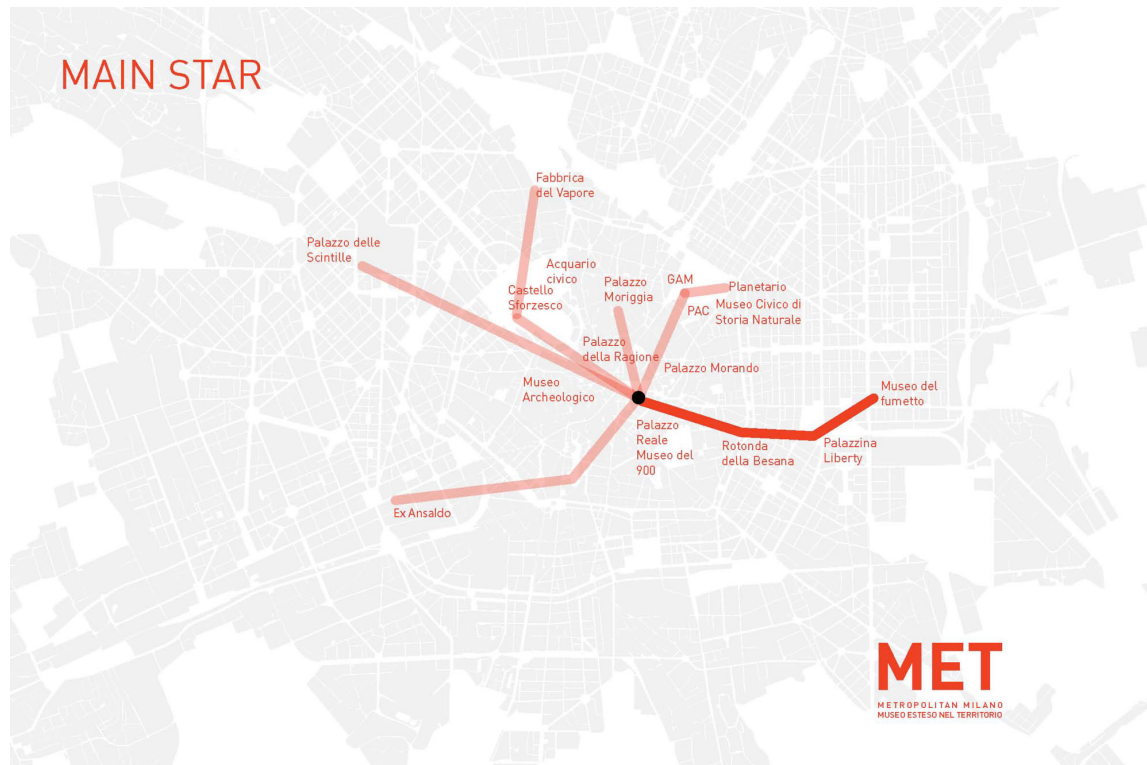 MAIN STAR
Fabbrica
del Vapore
Palazzo delle
Scintille
Acquario
civico
Castello
Sforzesco
Palazzo
Moriggia
GAM
Planetario
PAC
Museo Civico di
Storia Naturale
Palazzo
della Ragione
Palazzo Morando
Museo
Archeologico
Museo del
fumetto
Palazzo
Reale
Museo del
900
Rotonda
della Besana
Palazzina
Liberty
Ex Ansaldo
MET
METROPOLITAN MILANO
MUSEO ESTESO NEL TERRITORIO